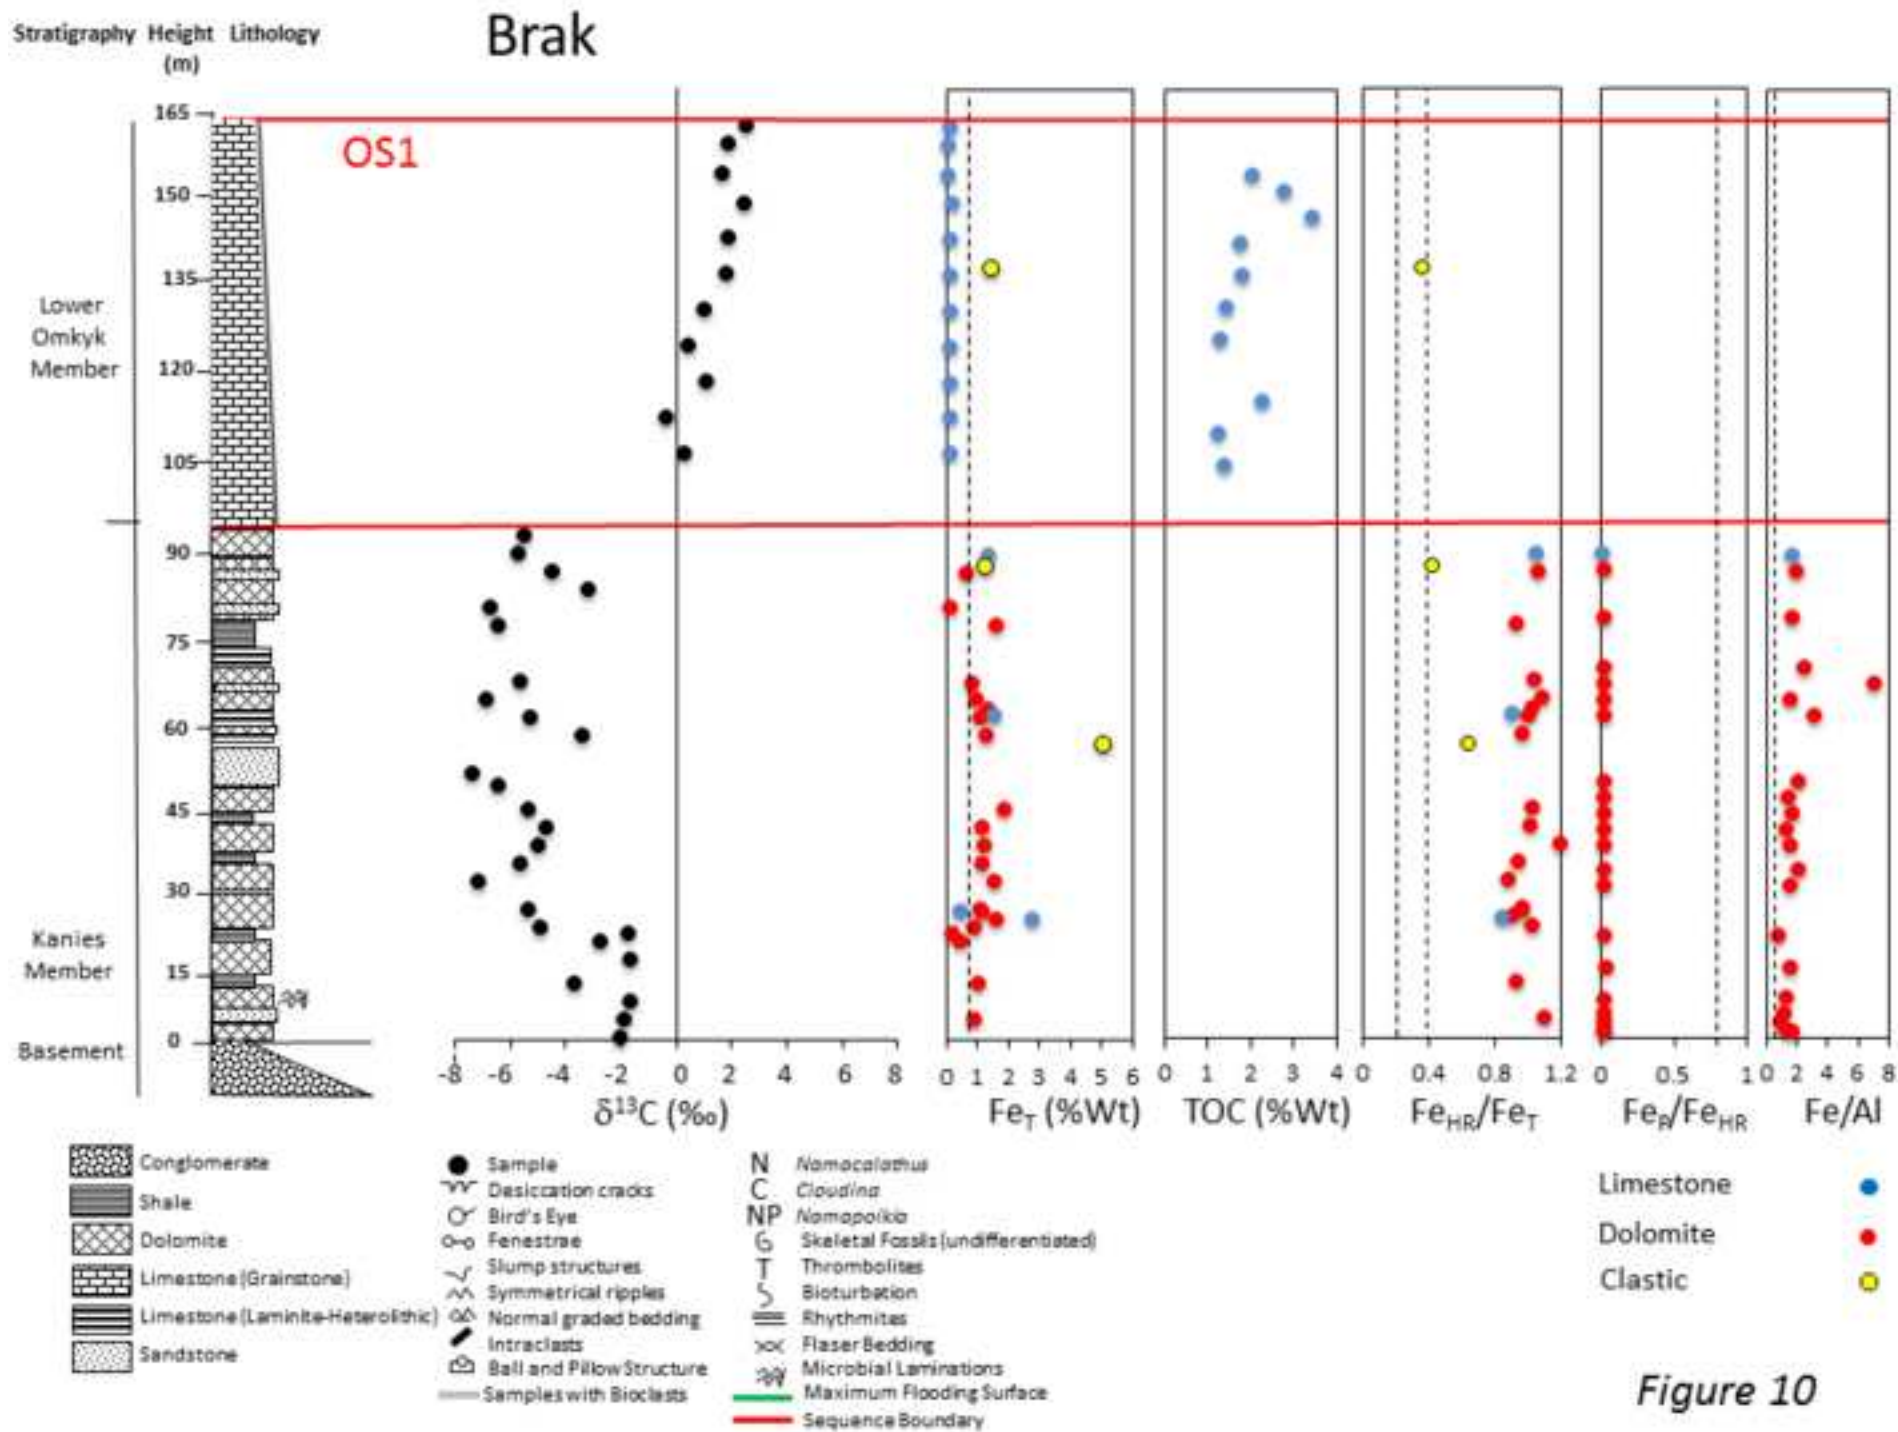 Stratigraphy Height Lithology
(m)
Brak
OS1
165
150
135
120
105
90
75
60
45
30
15
0
Lower
Omkyk
Member
Kanies
Member
Basement
-8 -6 -4 -2 0 2 4 6 8
δ¹³C (‰)
0 1 2 3 4 5 6
FeT (%Wt)
0 1 2 3 4
TOC (%Wt)
0 0.4 0.8 1.2
FeHR/FeT
0 0.5 1
FeP/FeHR
0 2 4 6 8
Fe/Al
Conglomerate
Shale
Dolomite
Limestone (Grainstone)
Limestone (Laminite-Heterolithic)
Sandstone
Sample
Desiccation cracks
Bird's Eye
Fenestrae
Slump structures
Symmetrical ripples
Normal graded bedding
Intraclasts
Ball and Pillow Structure
Samples with Bioclasts
N Namacalathus
C Cloudina
NP Namapoikia
G Skeletal Fossils (undifferentiated)
T Thrombolites
Bioturbation
Rhythmites
Flaser Bedding
Microbial Laminations
Maximum Flooding Surface
Sequence Boundary
Limestone
Dolomite
Clastic
Figure 10